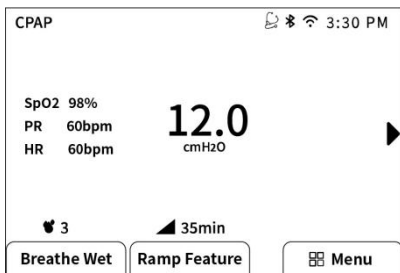 CPAP 3:30 PM
SpO2 98%
PR 60bpm
HR 60bpm
12.0
cmH2O
3 35min
Breathe Wet Ramp Feature Menu